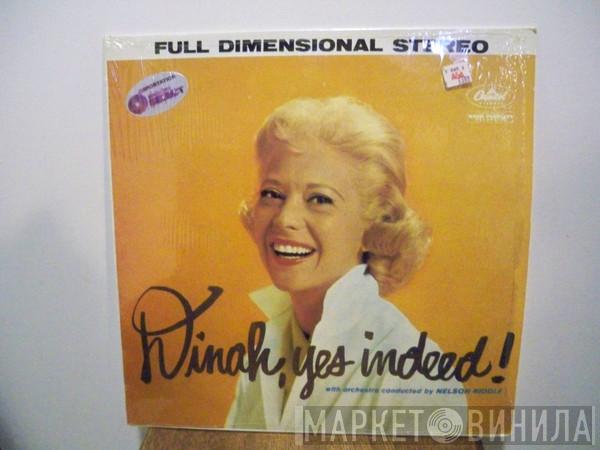 FULL DIMENSIONAL STEREO
Capitol
Dinah, yes indeed!
with orchestra conducted by NELSON RIDDLE
МАРКЕТ ВИНИЛА